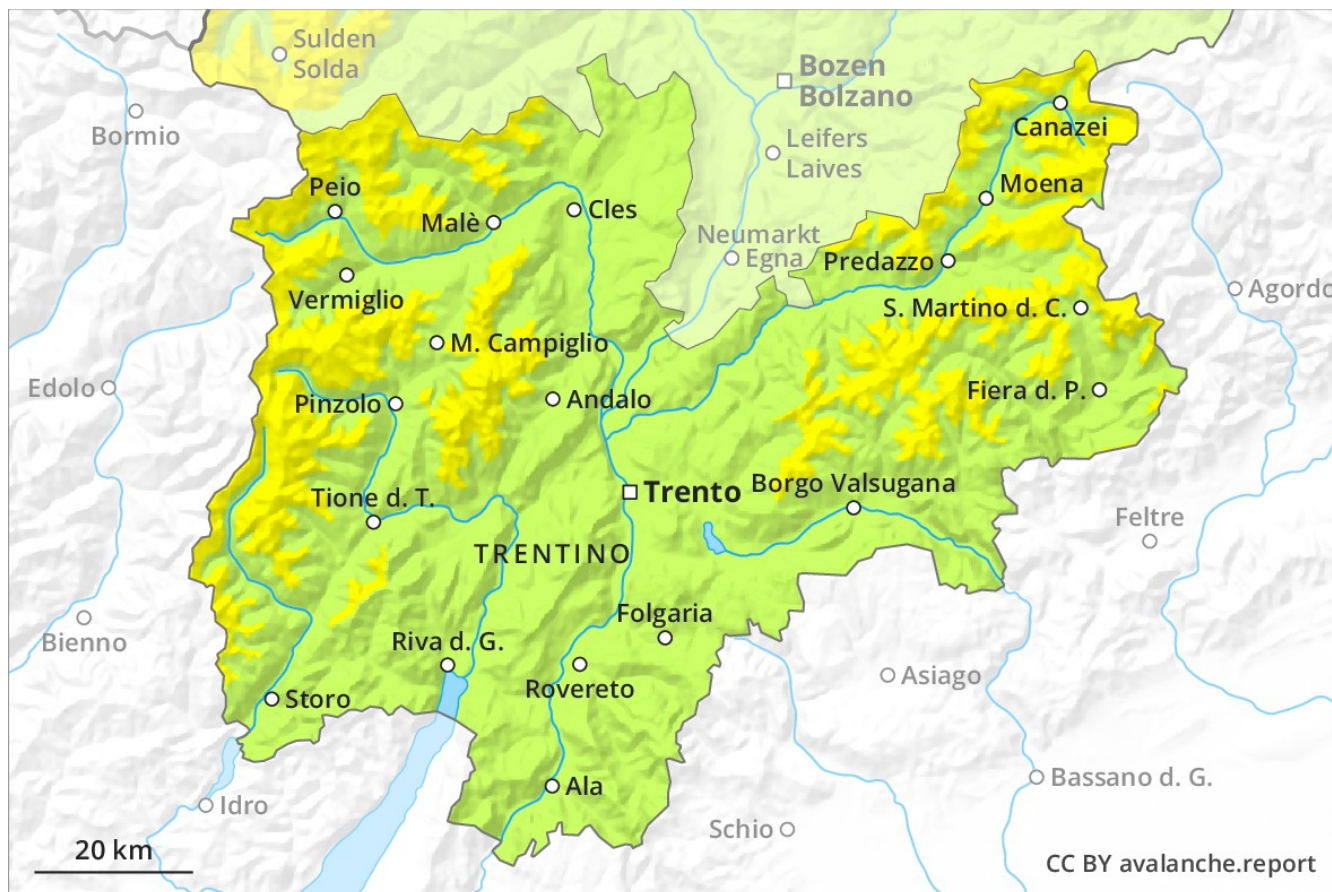 Sulden
Solda
Bozen
Bolzano
Bormio
Canazei
Leifers
Laives
Peio
Moena
Malè
Cles
Neumarkt
Egna
Predazzo
Vermiglio
Agordo
S. Martino d. C.
M. Campiglio
Edolo
Pinzolo
Andalo
Fiera d. P.
Tione d. T.
Trento
Borgo Valsugana
Feltre
TRENTINO
Bienno
Folgaria
Riva d. G.
Asiago
Rovereto
Storo
Bassano d. G.
Ala
Idro
Schio
20 km
CC BY avalanche.report